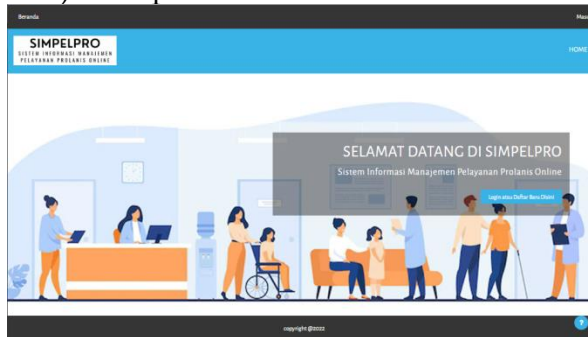 Beranda
SIMPELPRO
SISTEM INFORMASI MANAJEMEN
PELAYANAN PROLANIS ONLINE
HOME
SELAMAT DATANG DI SIMPELPRO
Sistem Informasi Manajemen Pelayanan Prolanis Online
Login atau Daftar Baru Disini
copyright @2022
?